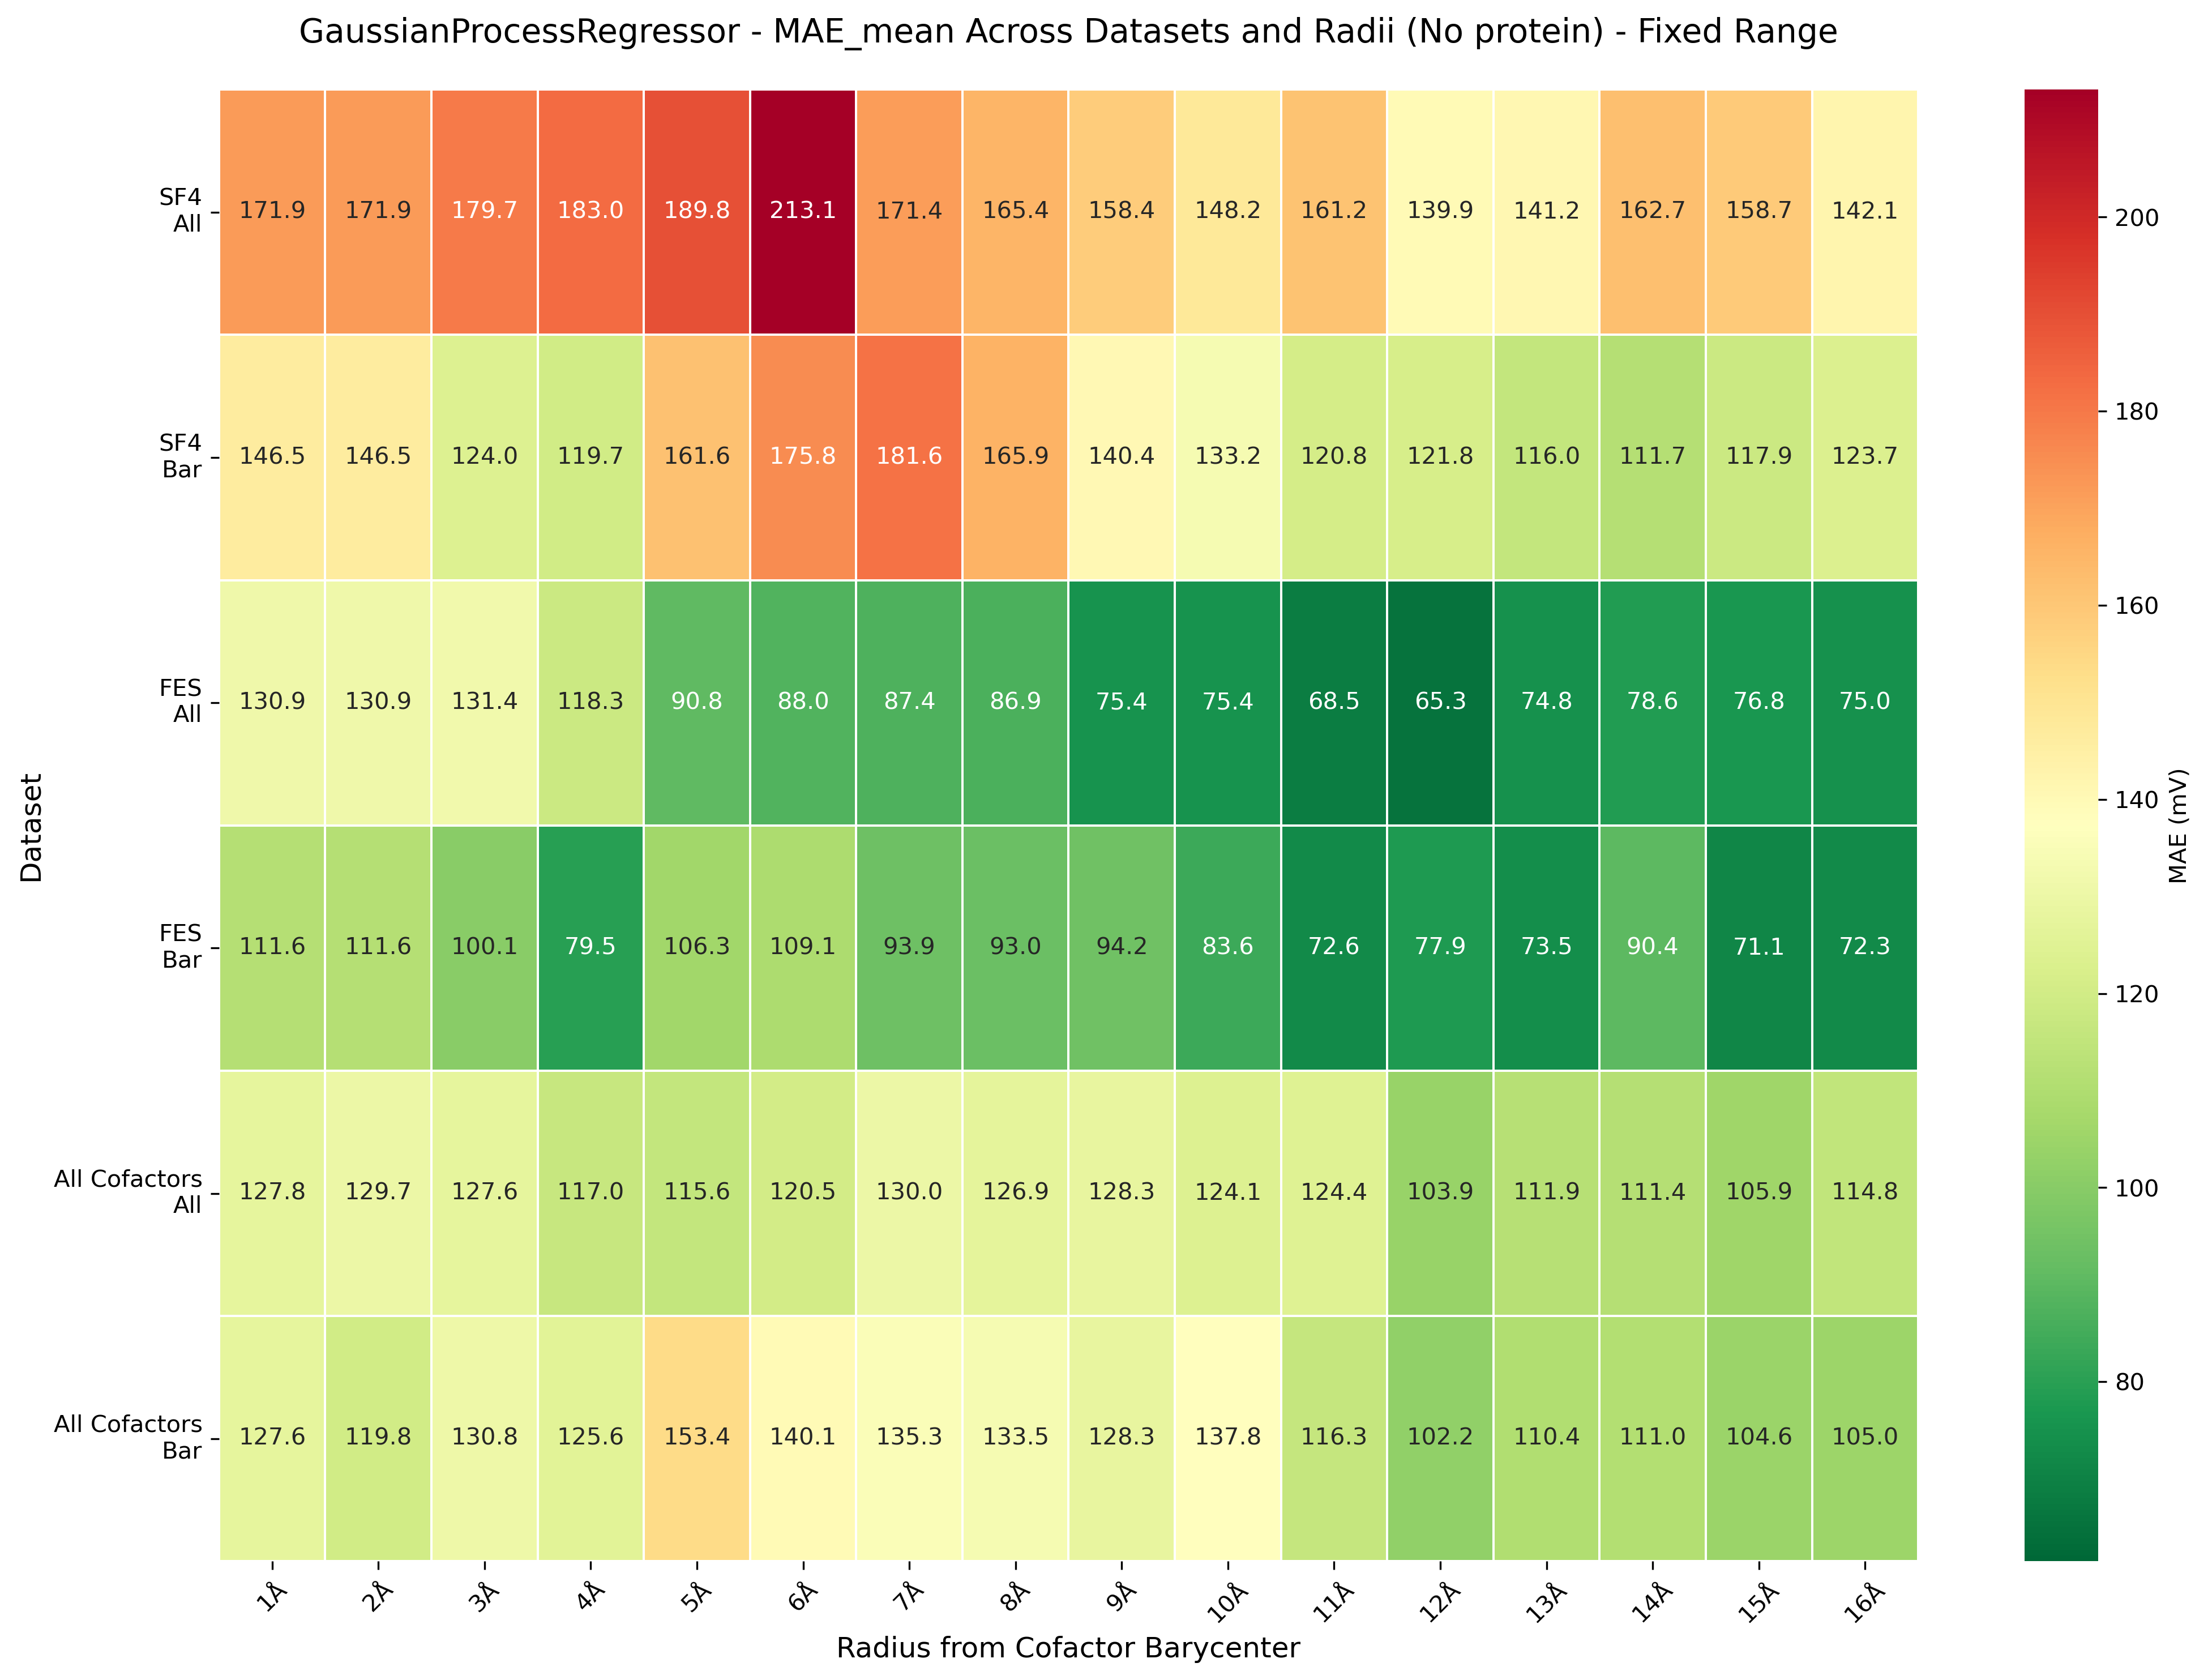 GaussianProcessRegressor - MAE_mean Across Datasets and Radii (No protein) - Fixed Range
SF4
All
171.9 171.9 179.7 183.0 189.8 213.1 171.4 165.4 158.4 148.2 161.2 139.9 141.2 162.7 158.7 142.1
SF4
Bar
146.5 146.5 124.0 119.7 161.6 175.8 181.6 165.9 140.4 133.2 120.8 121.8 116.0 111.7 117.9 123.7
FES
All
130.9 130.9 131.4 118.3 90.8 88.0 87.4 86.9 75.4 75.4 68.5 65.3 74.8 78.6 76.8 75.0
FES
Bar
111.6 111.6 100.1 79.5 106.3 109.1 93.9 93.0 94.2 83.6 72.6 77.9 73.5 90.4 71.1 72.3
All Cofactors
All
127.8 129.7 127.6 117.0 115.6 120.5 130.0 126.9 128.3 124.1 124.4 103.9 111.9 111.4 105.9 114.8
All Cofactors
Bar
127.6 119.8 130.8 125.6 153.4 140.1 135.3 133.5 128.3 137.8 116.3 102.2 110.4 111.0 104.6 105.0
1Å 2Å 3Å 4Å 5Å 6Å 7Å 8Å 9Å 10Å 11Å 12Å 13Å 14Å 15Å 16Å
Radius from Cofactor Barycenter
Dataset
200
180
160
140
120
100
80
MAE (mV)